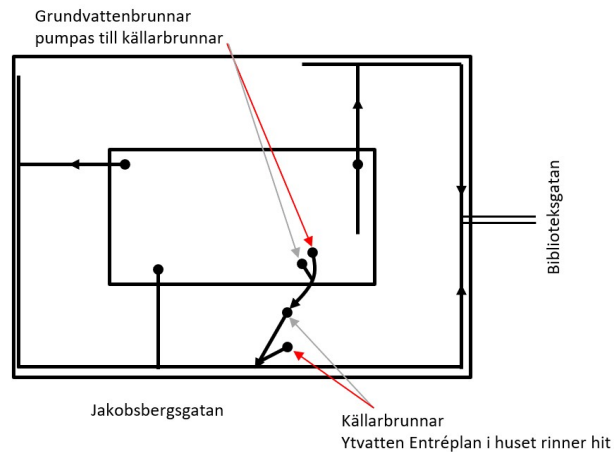 Grundvattenbrunnar
pumpas till källarbrunnar
Biblioteksgatan
Jakobsbergsgatan
Källarbrunnar
Ytvatten Entréplan i huset rinner hit